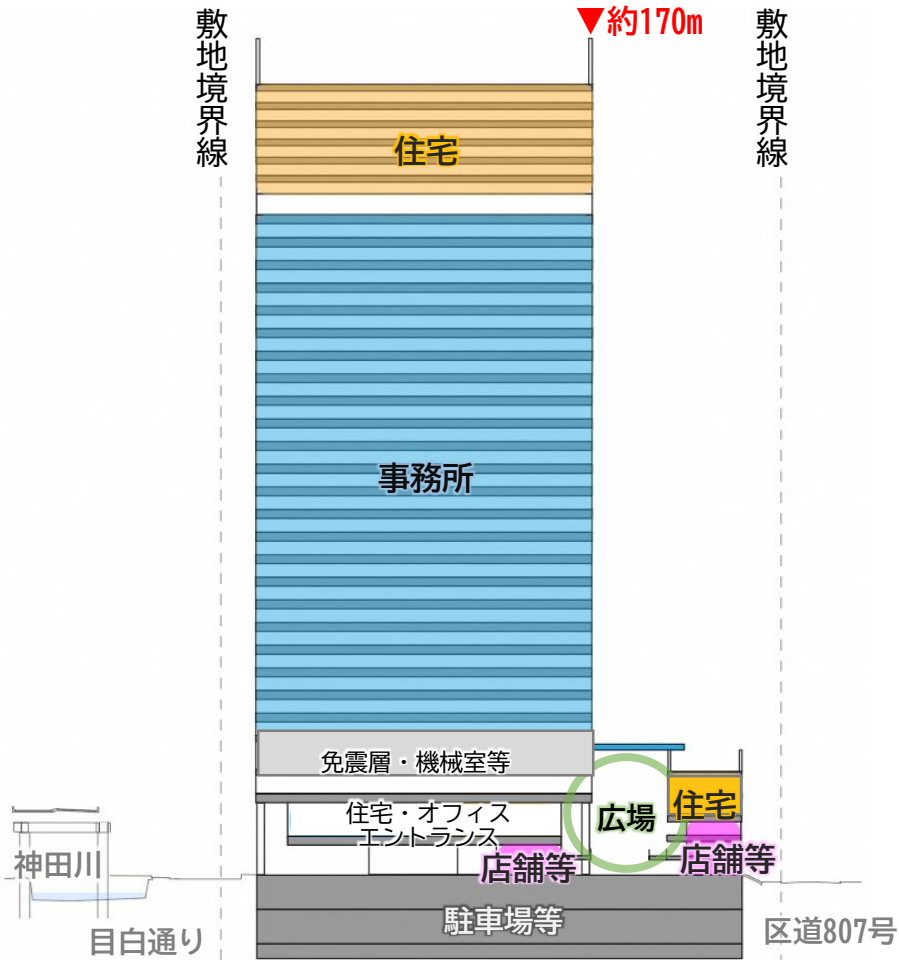 ▼約170m
敷地境界線
敷地境界線
住宅
事務所
免震層・機械室等
住宅・オフィス
エントランス
広場
住宅
店舗等
店舗等
神田川
駐車場等
目白通り
区道807号